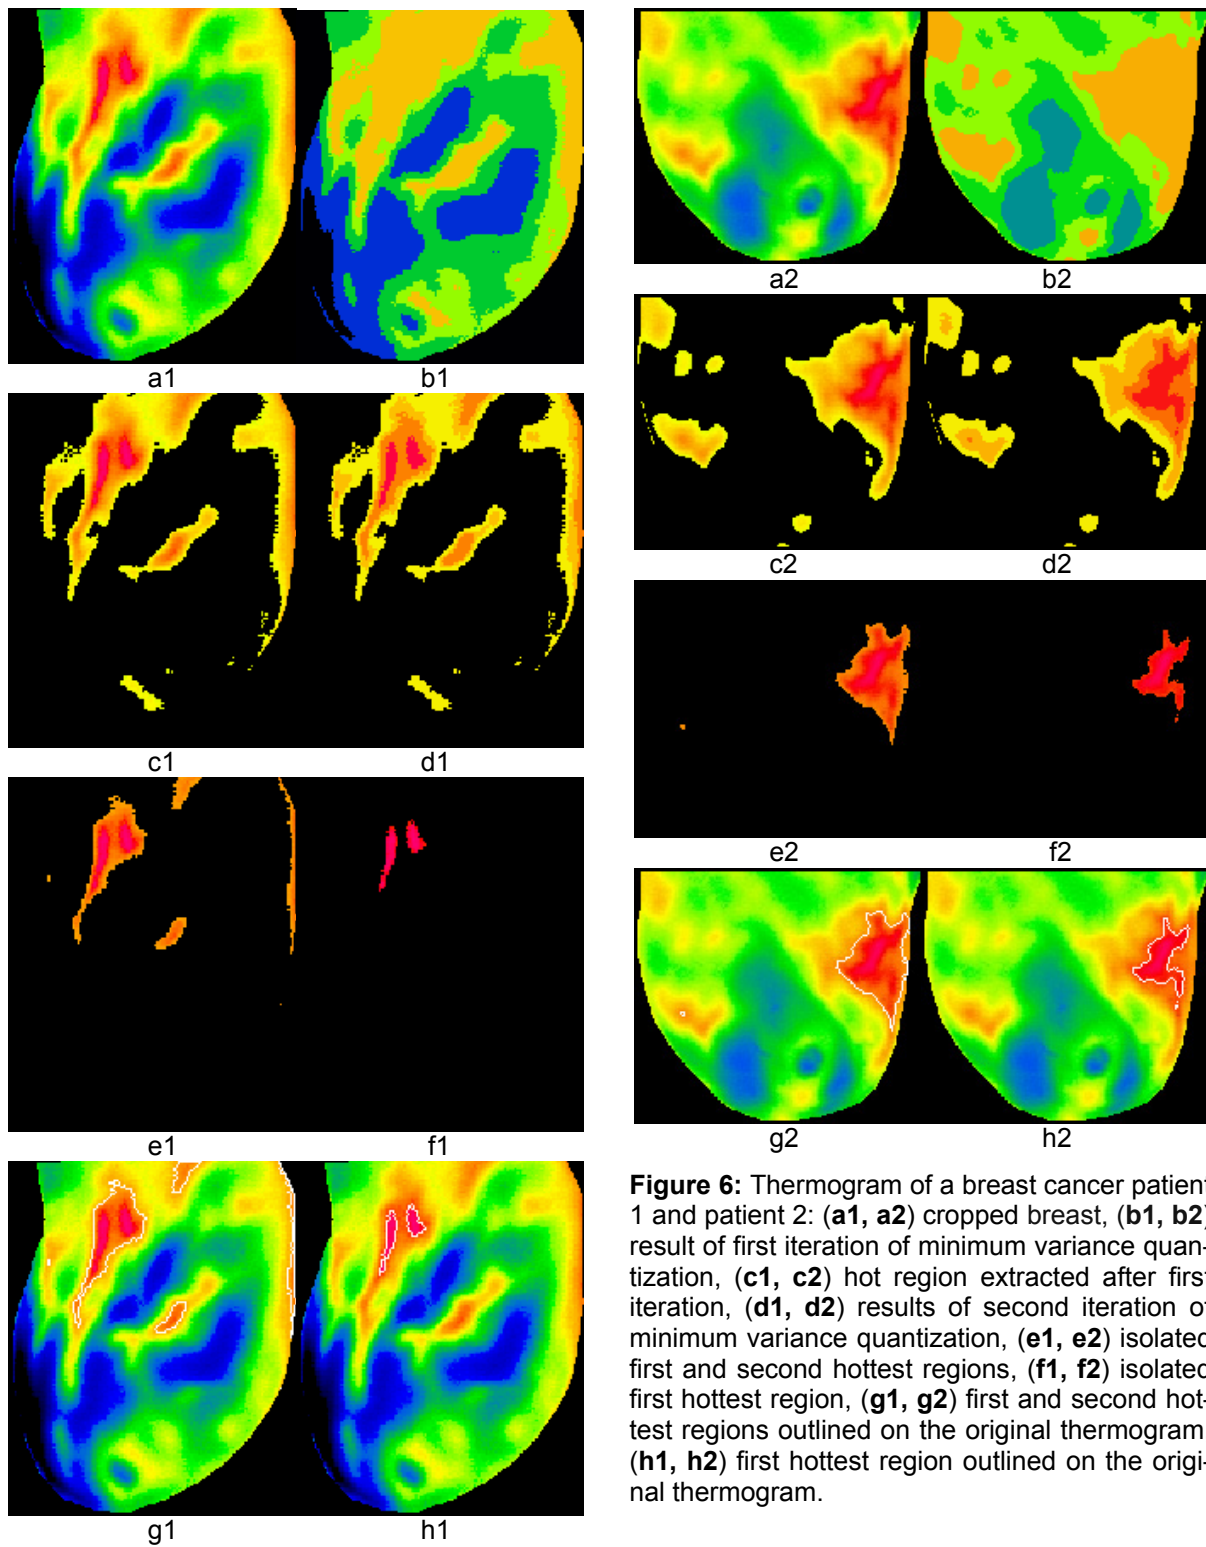 a1 b1
c1 d1
e1 f1
g1 h1
a2 b2
c2 d2
e2 f2
g2 h2
Figure 6: Thermogram of a breast cancer patient
1 and patient 2: (a1, a2) cropped breast, (b1, b2)
result of first iteration of minimum variance quan-
tization, (c1, c2) hot region extracted after first
iteration, (d1, d2) results of second iteration of
minimum variance quantization, (e1, e2) isolated
first and second hottest regions, (f1, f2) isolated
first hottest region, (g1, g2) first and second hot-
test regions outlined on the original thermogram
(h1, h2) first hottest region outlined on the origi-
nal thermogram.